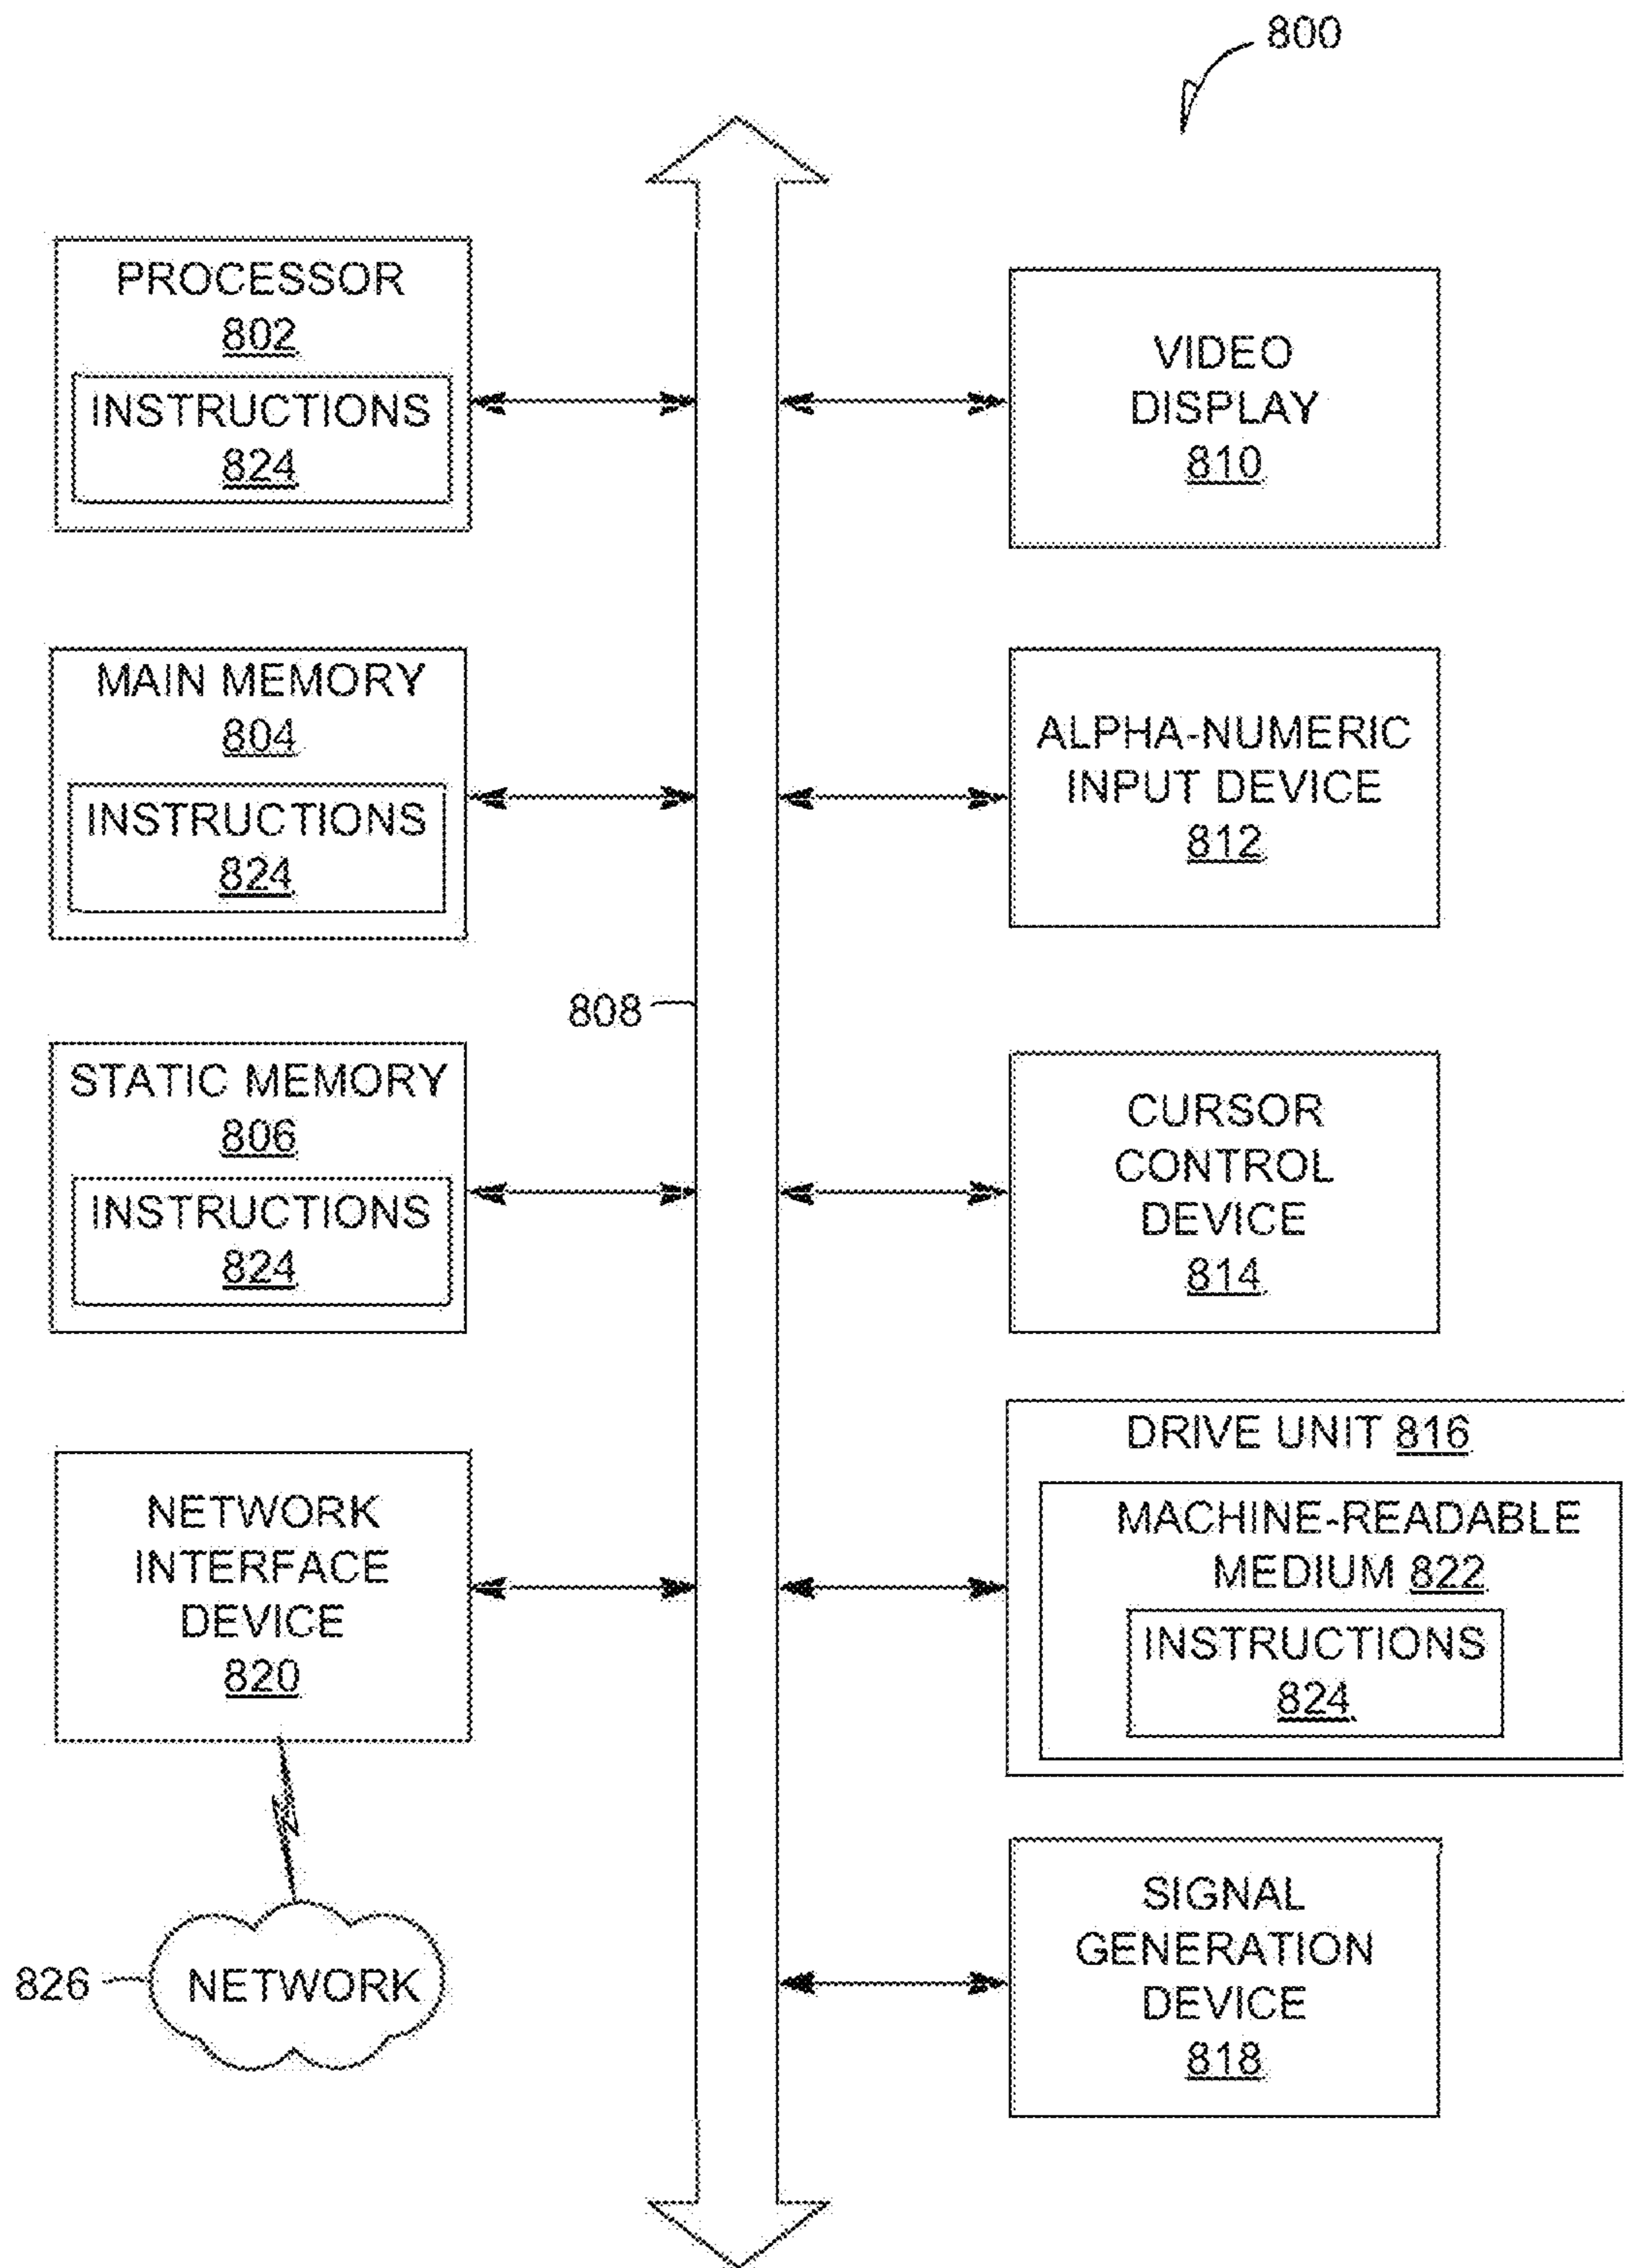 800
PROCESSOR
802
INSTRUCTIONS
824
VIDEO
DISPLAY
810
MAIN MEMORY
804
INSTRUCTIONS
824
ALPHA-NUMERIC
INPUT DEVICE
812
808
STATIC MEMORY
806
INSTRUCTIONS
824
CURSOR
CONTROL
DEVICE
814
NETWORK
INTERFACE
DEVICE
820
DRIVE UNIT 816
MACHINE-READABLE
MEDIUM 822
INSTRUCTIONS
824
826
NETWORK
SIGNAL
GENERATION
DEVICE
818